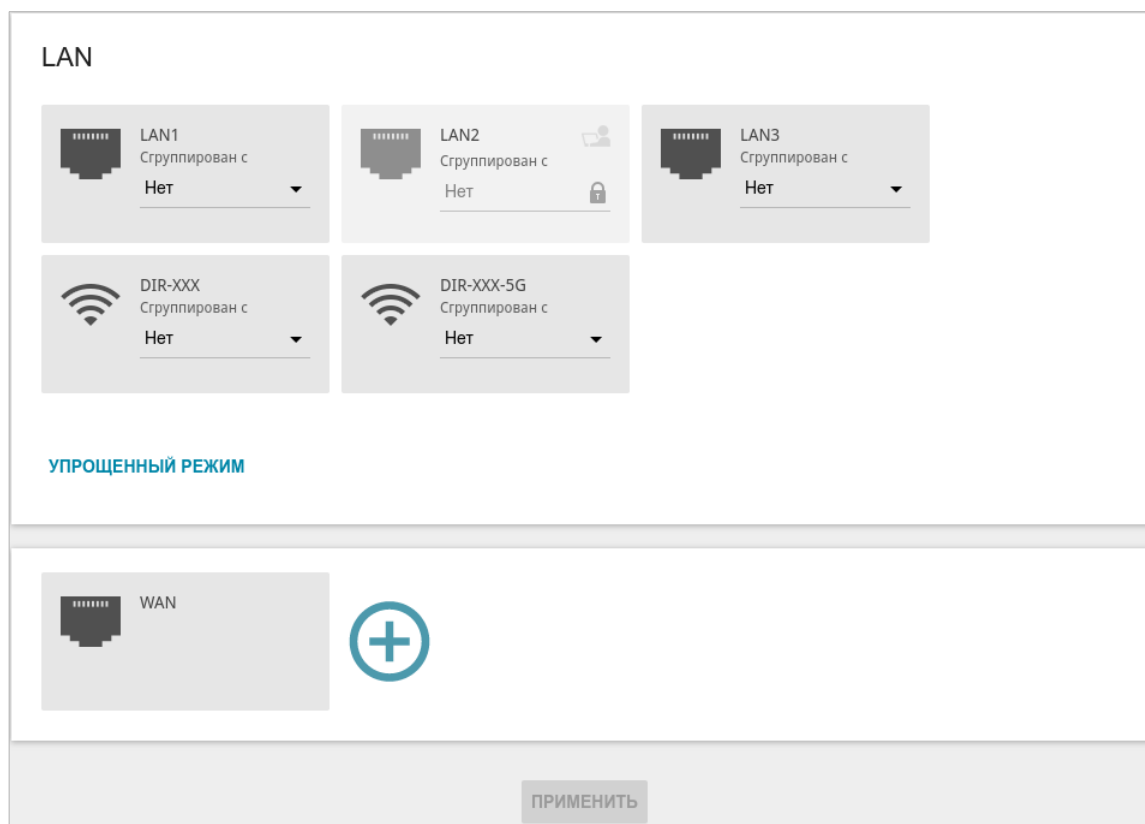 LAN
LAN1
Сгруппирован с
Нет
LAN2
Сгруппирован с
Нет
LAN3
Сгруппирован с
Нет
DIR-XXX
Сгруппирован с
Нет
DIR-XXX-5G
Сгруппирован с
Нет
УПРОЩЕННЫЙ РЕЖИМ
WAN
ПРИМЕНИТЬ